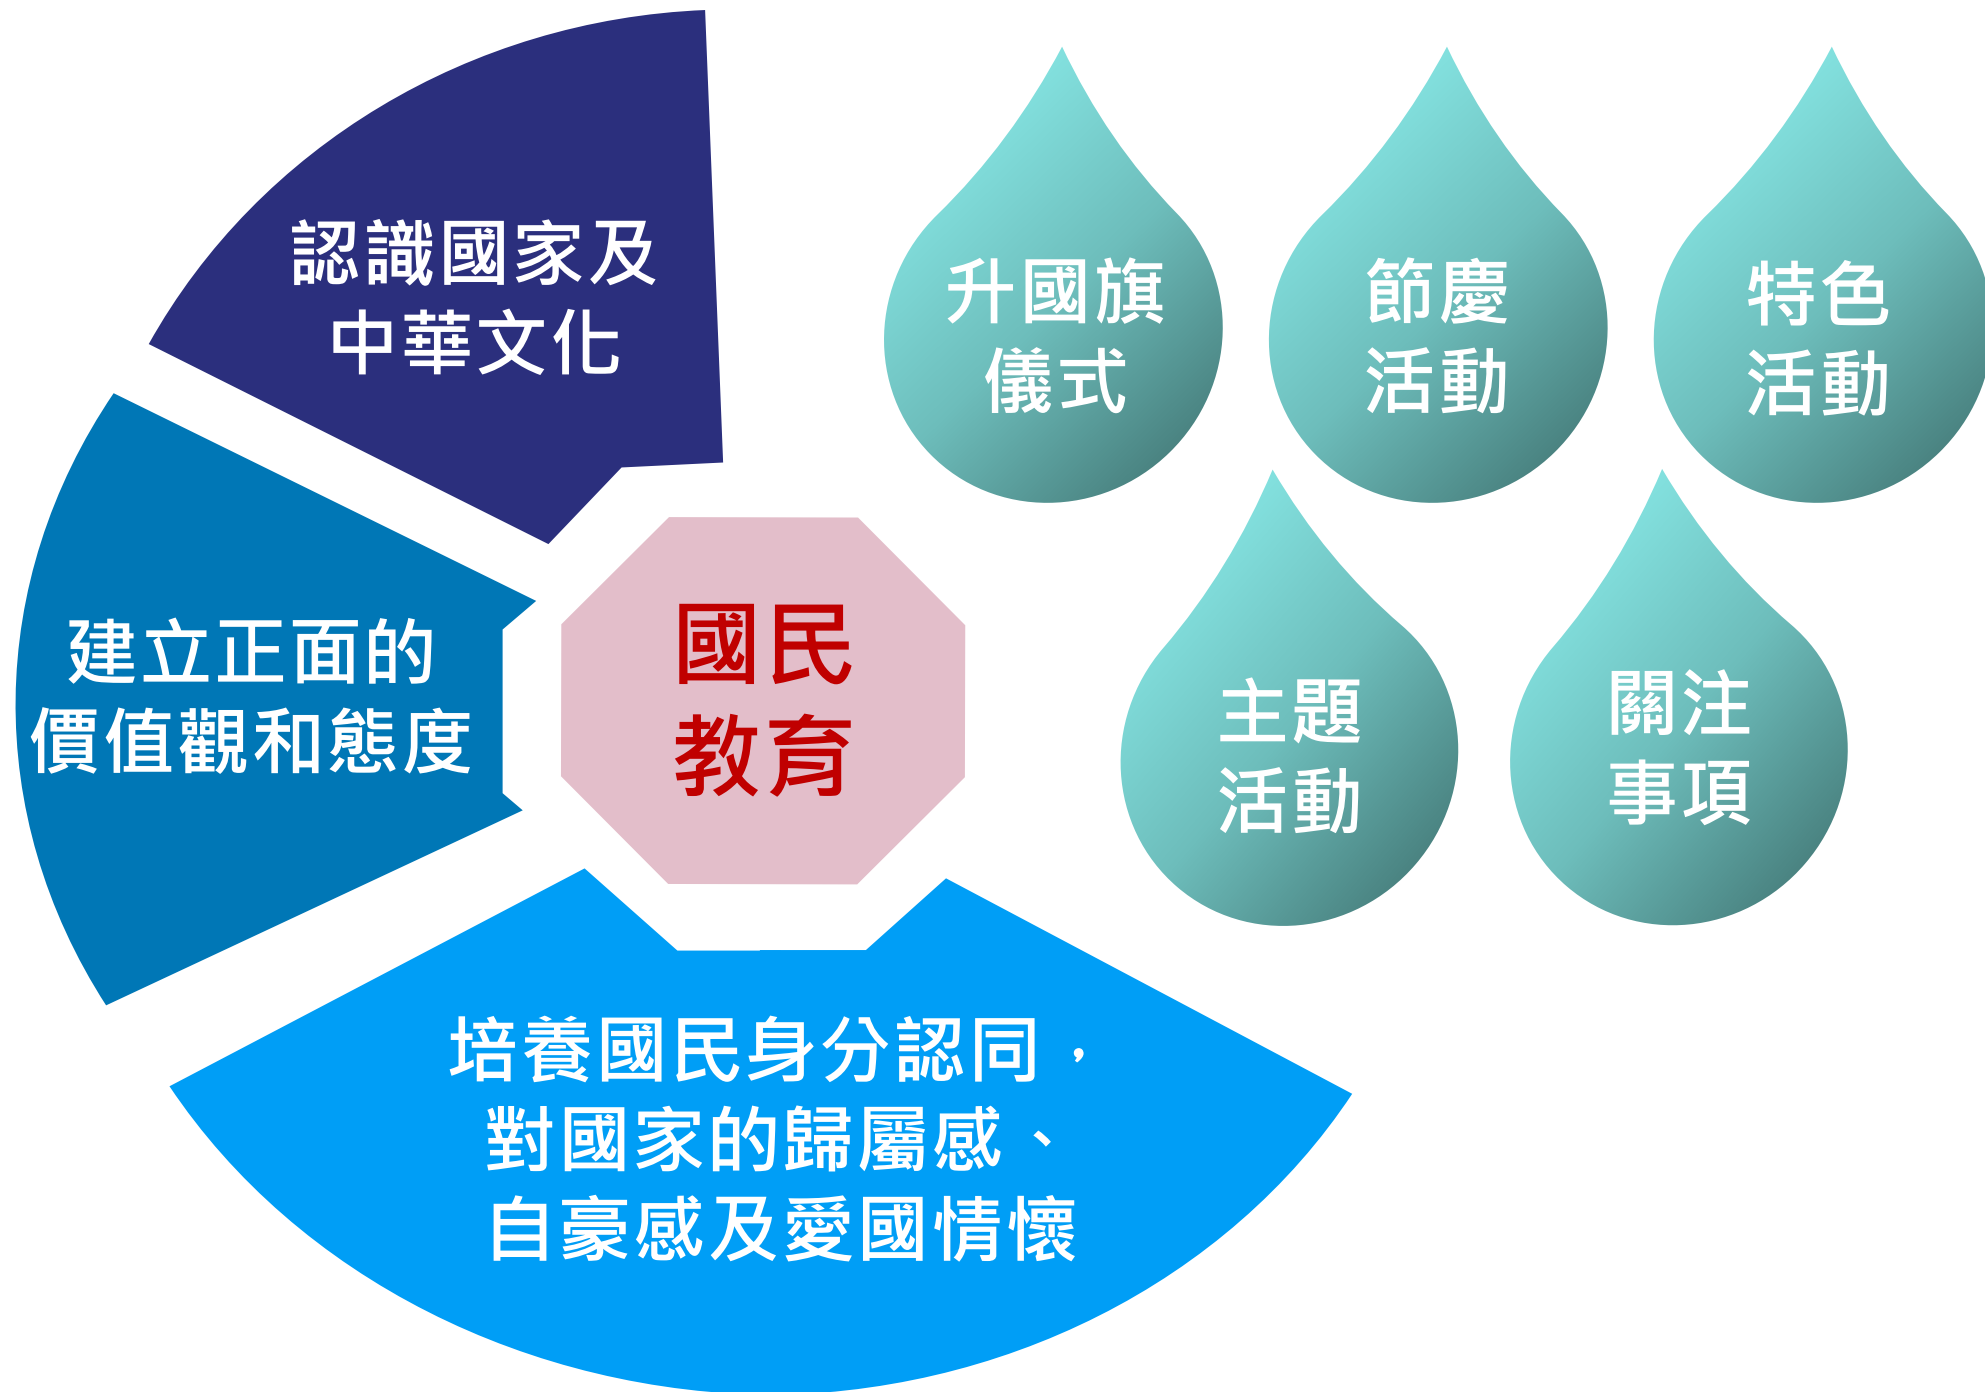 認識國家及
中華文化
建立正面的
價值觀和態度
國民
教育
培養國民身分認同，
對國家的歸屬感、
自豪感及愛國情懷
升國旗
儀式
節慶
活動
特色
活動
主題
活動
關注
事項